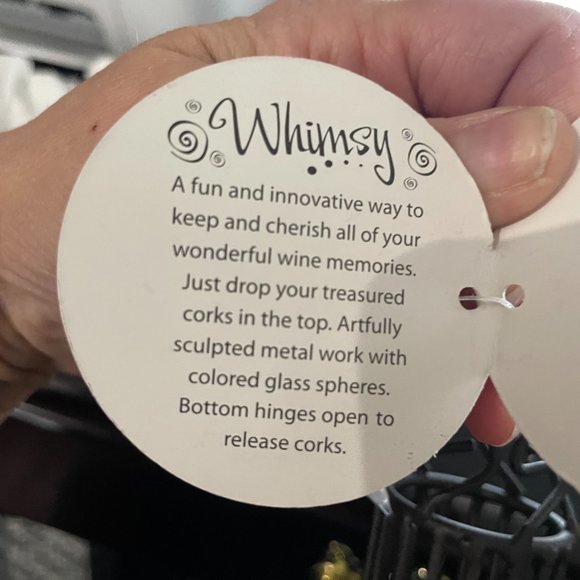 Whimsy
A fun and innovative way to
keep and cherish all of your
wonderful wine memories.
Just drop your treasured
corks in the top. Artfully
sculpted metal work with
colored glass spheres.
Bottom hinges open to
release corks.